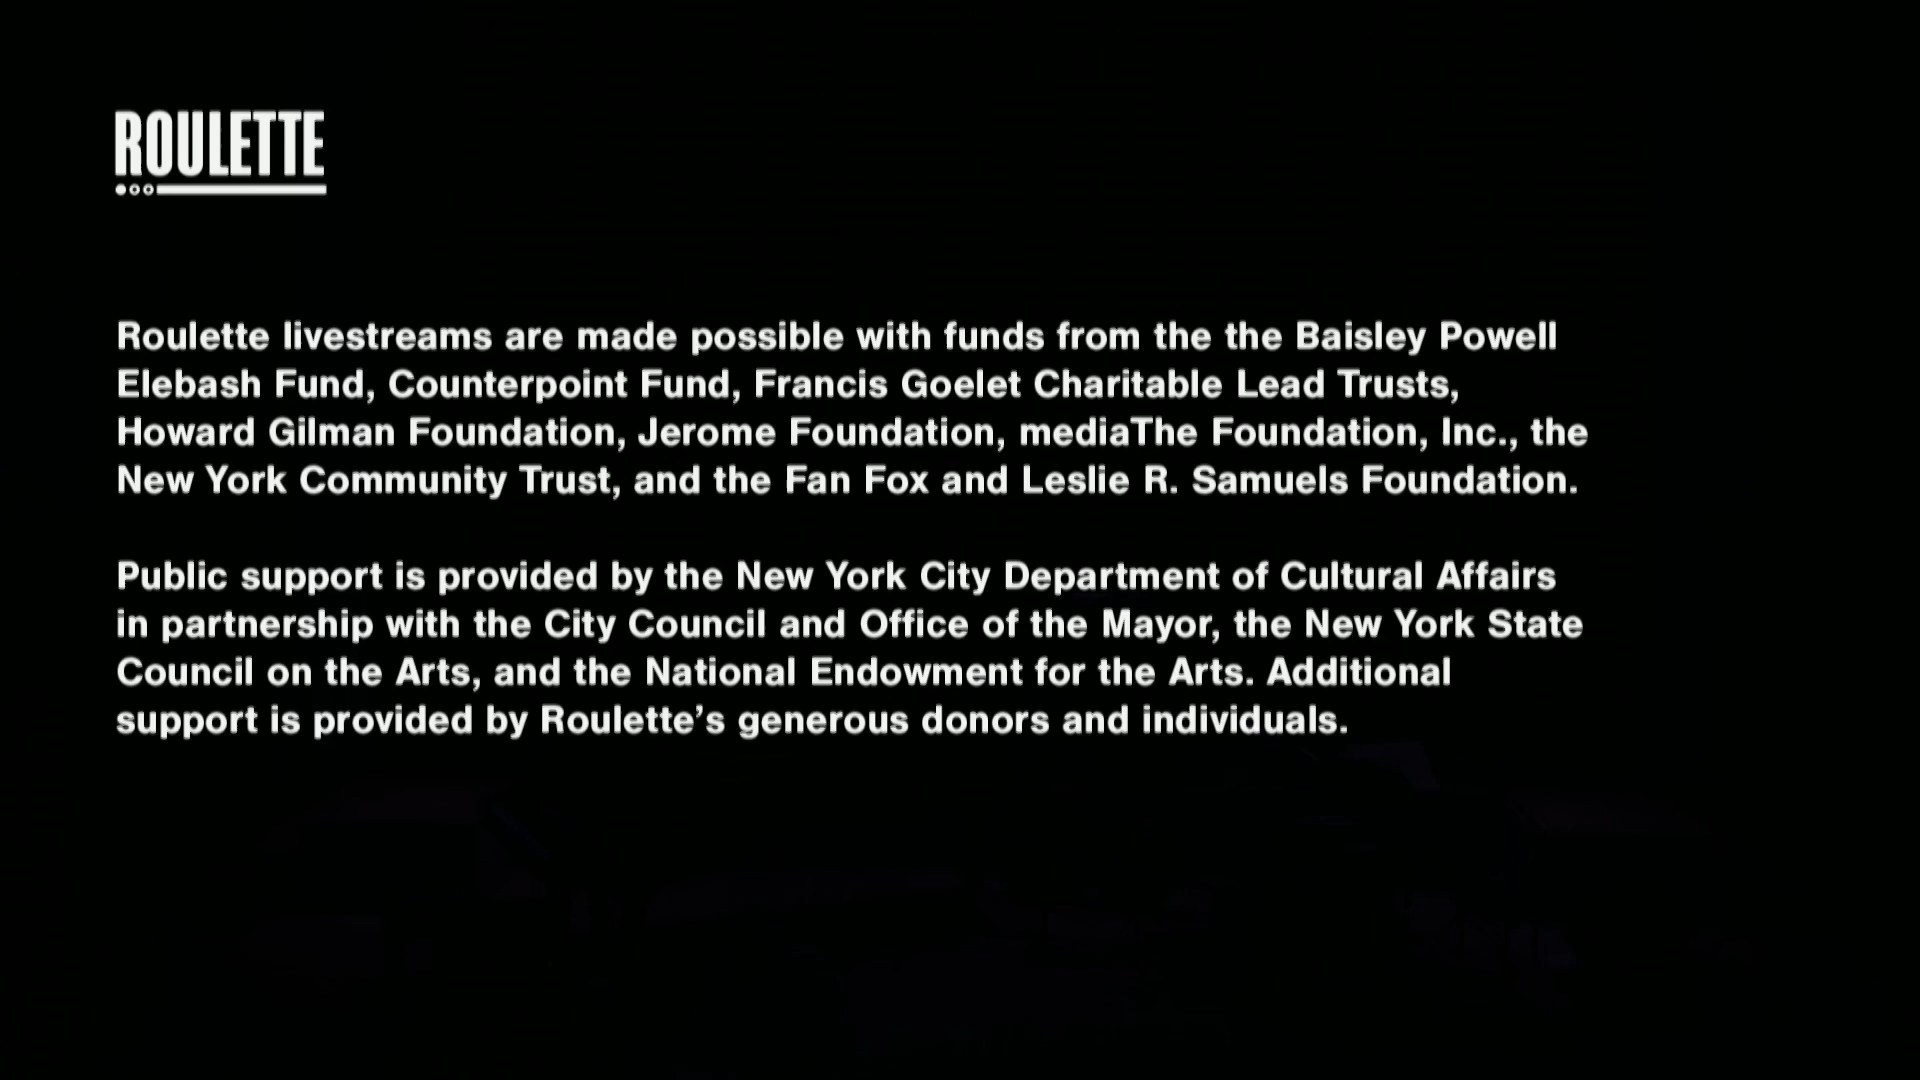 ROULETTE
Roulette livestreams are made possible with funds from the the Baisley Powell
Elebash Fund, Counterpoint Fund, Francis Goelet Charitable Lead Trusts,
Howard Gilman Foundation, Jerome Foundation, mediaThe Foundation, Inc., the
New York Community Trust, and the Fan Fox and Leslie R. Samuels Foundation.
Public support is provided by the New York City Department of Cultural Affairs
in partnership with the City Council and Office of the Mayor, the New York State
Council on the Arts, and the National Endowment for the Arts. Additional
support is provided by Roulette’s generous donors and individuals.